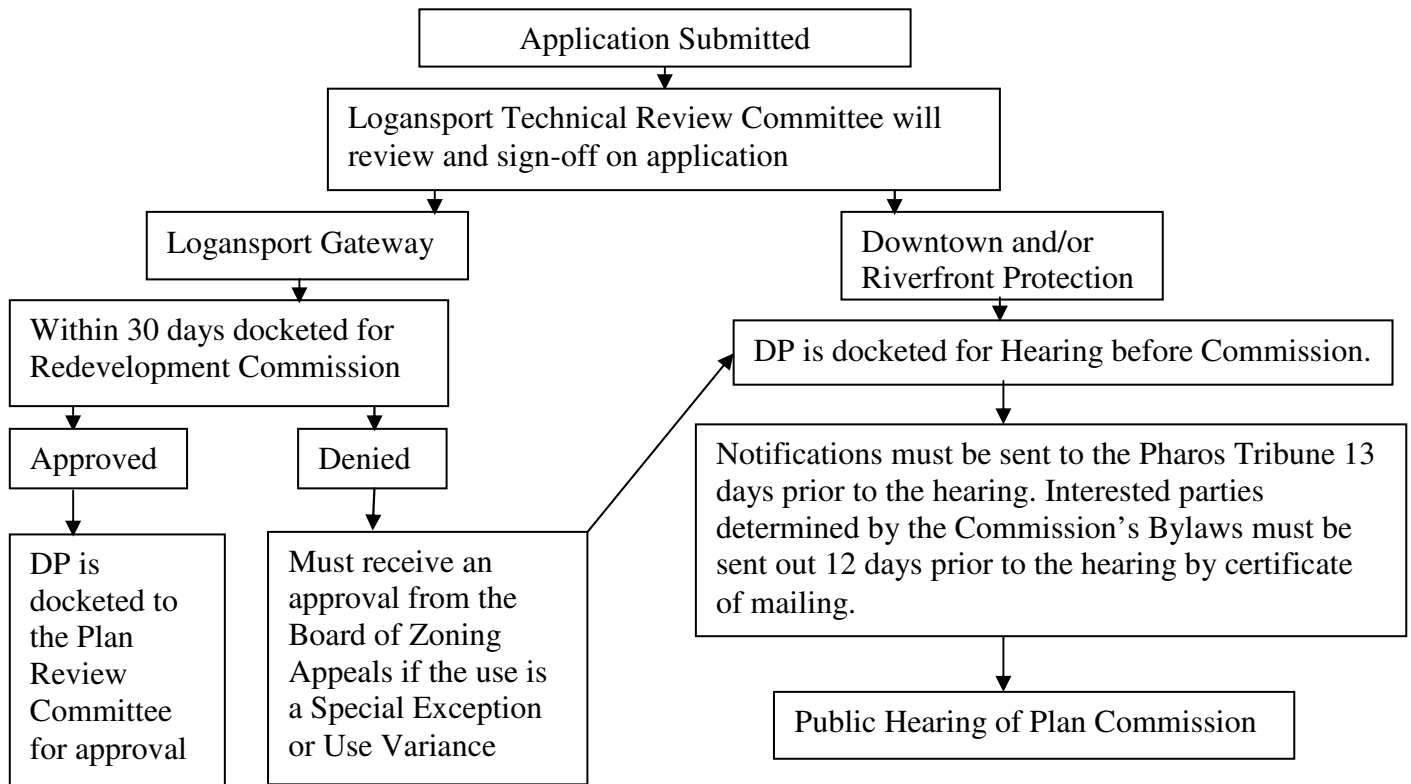 Application Submitted
Logansport Technical Review Committee will
review and sign-off on application
Logansport Gateway
Downtown and/or
Riverfront Protection
Within 30 days docketed for
Redevelopment Commission
DP is docketed for Hearing before Commission.
Approved
Denied
Notifications must be sent to the Pharos Tribune 13
days prior to the hearing. Interested parties
determined by the Commission’s Bylaws must be
sent out 12 days prior to the hearing by certificate
of mailing.
DP is
docketed to
the Plan
Review
Committee
for approval
Must receive an
approval from the
Board of Zoning
Appeals if the use is
a Special Exception
or Use Variance
Public Hearing of Plan Commission